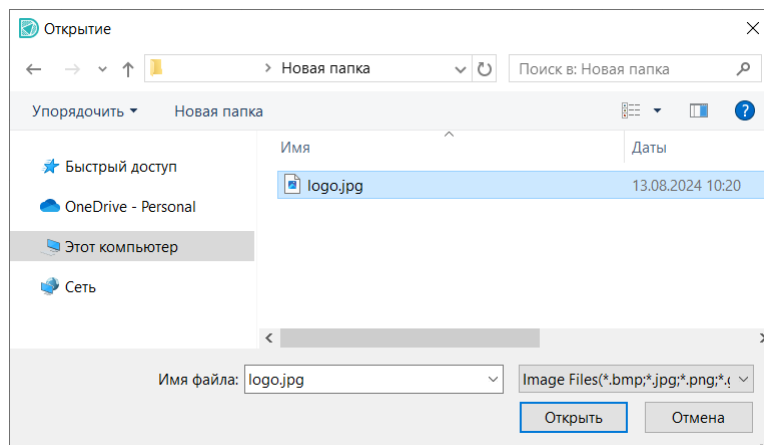 Открытие
Новая папка
Поиск в: Новая папка
Упорядочить
Новая папка
Имя
Даты
Быстрый доступ
logo.jpg
13.08.2024 10:20
OneDrive - Personal
Этот компьютер
Сеть
Имя файла: logo.jpg
Image Files(*.bmp;*.jpg;*.png;*.
Открыть
Отмена